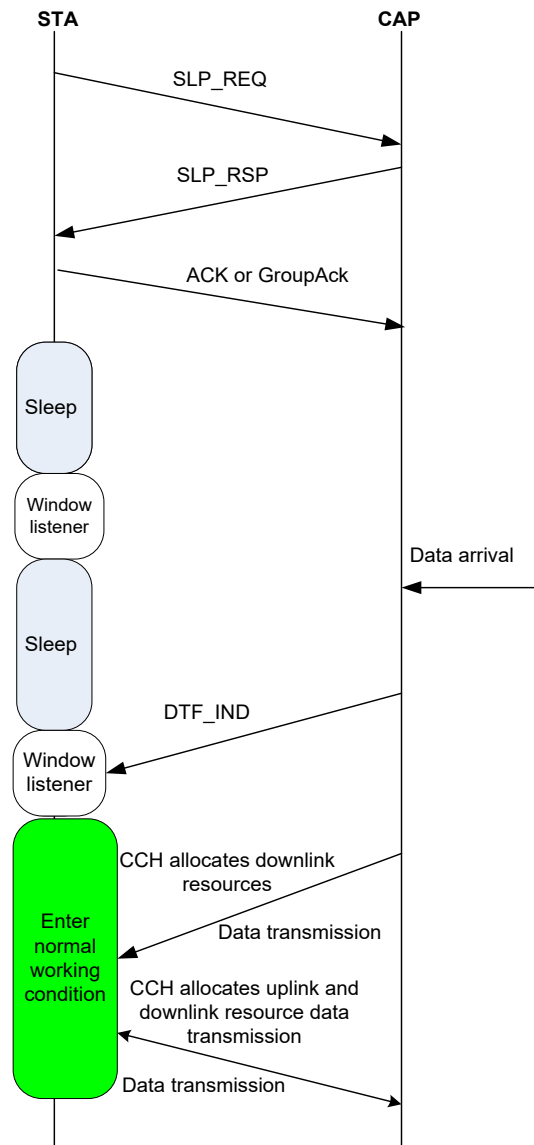 STA
CAP
SLP_REQ
SLP_RSP
ACK or GroupAck
Sleep
Window
listener
Data arrival
Sleep
DTF_IND
Window
listener
CCH allocates downlink
resources
Data transmission
Enter
normal
working
condition
CCH allocates uplink and
downlink resource data
transmission
Data transmission